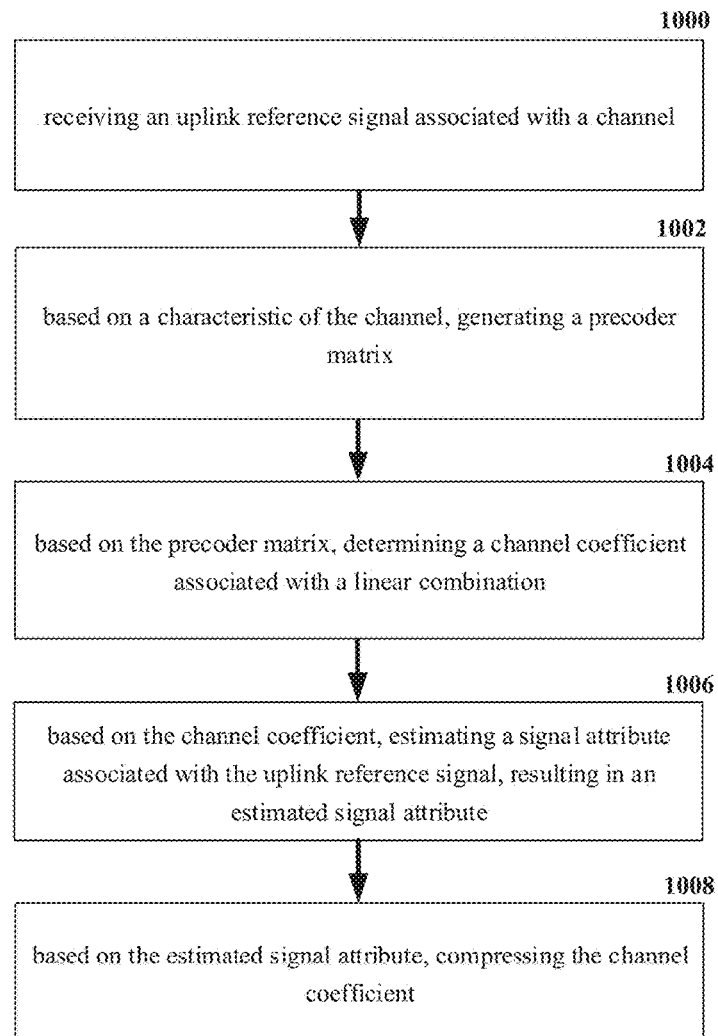 1000
receiving an uplink reference signal associated with a channel
1002
based on a characteristic of the channel, generating a precoder
matrix
1004
based on the precoder matrix, determining a channel coefficient
associated with a linear combination
1006
based on the channel coefficient, estimating a signal attribute
associated with the uplink reference signal, resulting in an
estimated signal attribute
1008
based on the estimated signal attribute, compressing the channel
coefficient